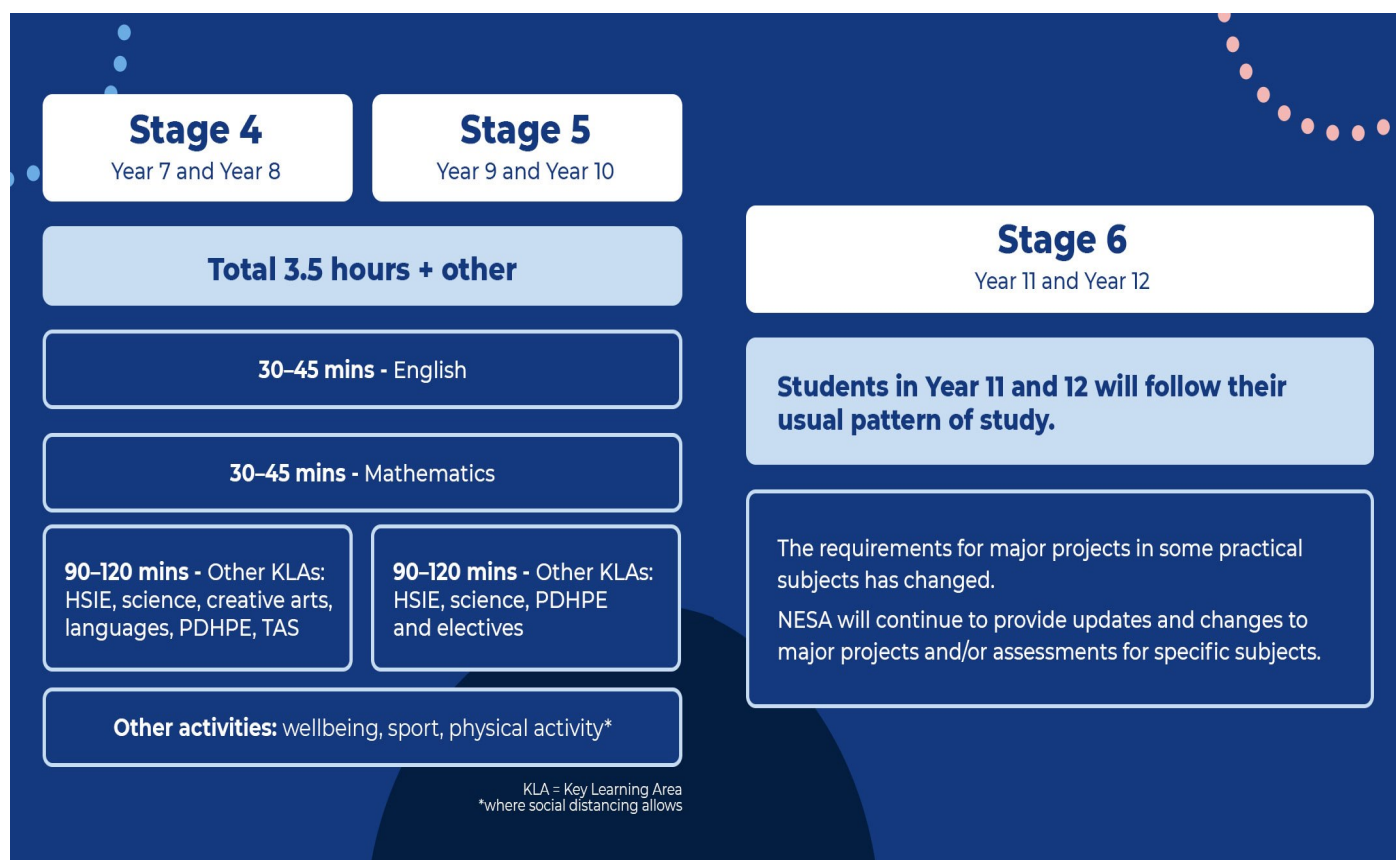 Stage 4
Year 7 and Year 8
Stage 5
Year 9 and Year 10
Total 3.5 hours + other
30–45 mins - English
30–45 mins - Mathematics
90–120 mins - Other KLAs:
HSIE, science, creative arts,
languages, PDHPE, TAS
90–120 mins - Other KLAs:
HSIE, science, PDHPE
and electives
Other activities: wellbeing, sport, physical activity*
KLA = Key Learning Area
*where social distancing allows
Stage 6
Year 11 and Year 12
Students in Year 11 and 12 will follow their
usual pattern of study.
The requirements for major projects in some practical
subjects has changed.
NESA will continue to provide updates and changes to
major projects and/or assessments for specific subjects.